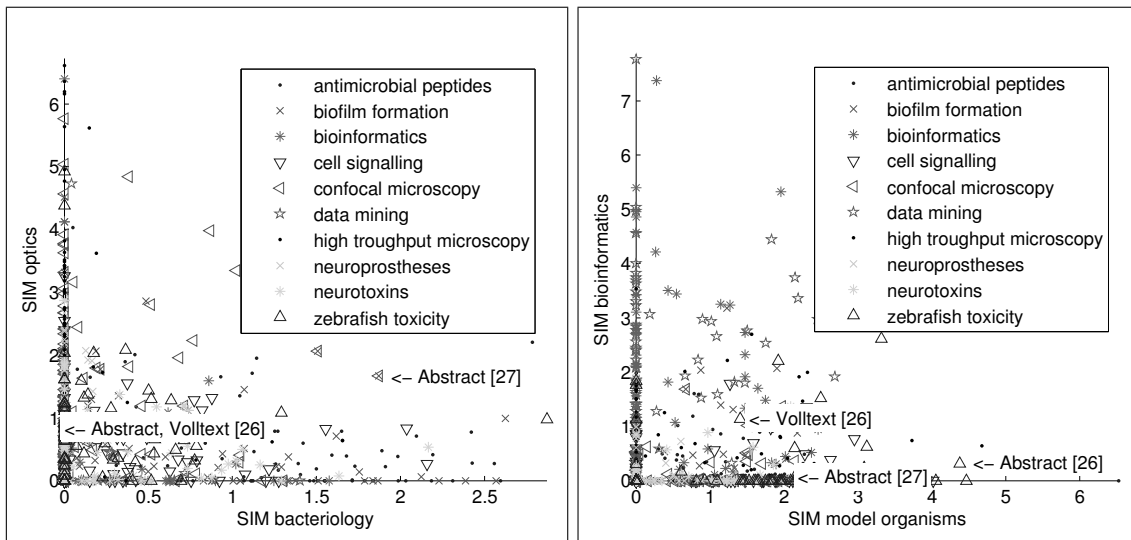 SIM optics
6
5
4
3
2
1
0
antimicrobial peptides
biofilm formation
bioinformatics
cell signalling
confocal microscopy
data mining
high troughput microscopy
neuroprostheses
neurotoxins
zebrafish toxicity
<– Abstract [27]
<– Abstract, Volltext [26]
0
0.5
1
1.5
2
2.5
SIM bacteriology
SIM bioinformatics
7
6
5
4
3
2
1
0
antimicrobial peptides
biofilm formation
bioinformatics
cell signalling
confocal microscopy
data mining
high troughput microscopy
neuroprostheses
neurotoxins
zebrafish toxicity
<– Volltext [26]
<– Abstract [26]
<– Abstract [27]
0
1
2
3
4
5
6
SIM model organisms